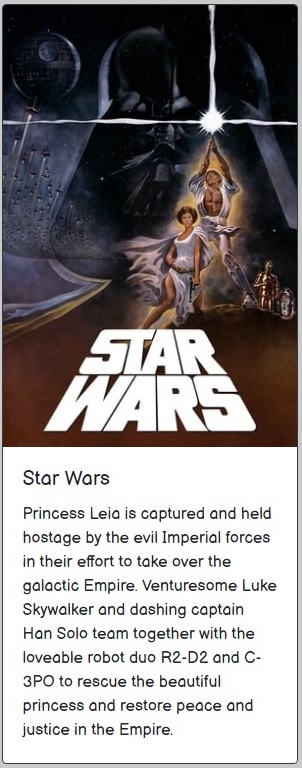 STAR
WARS
Star Wars
Princess Leia is captured and held
hostage by the evil Imperial forces
in their effort to take over the
galactic Empire. Venturesome Luke
Skywalker and dashing captain
Han Solo team together with the
loveable robot duo R2-D2 and C-
3PO to rescue the beautiful
princess and restore peace and
justice in the Empire.